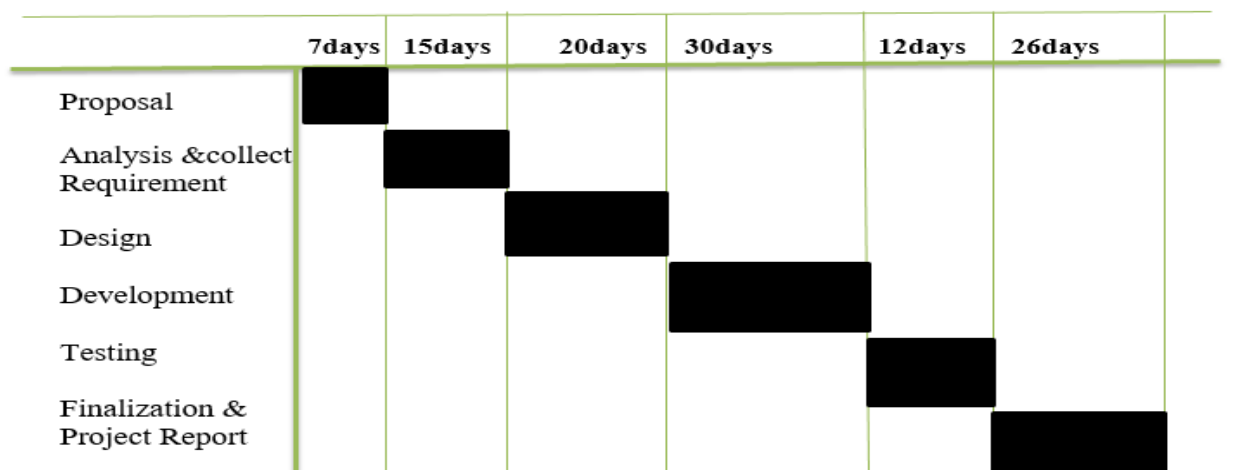 7days 15days 20days 30days 12days 26days
Proposal
Analysis &collect
Requirement
Design
Development
Testing
Finalization &
Project Report